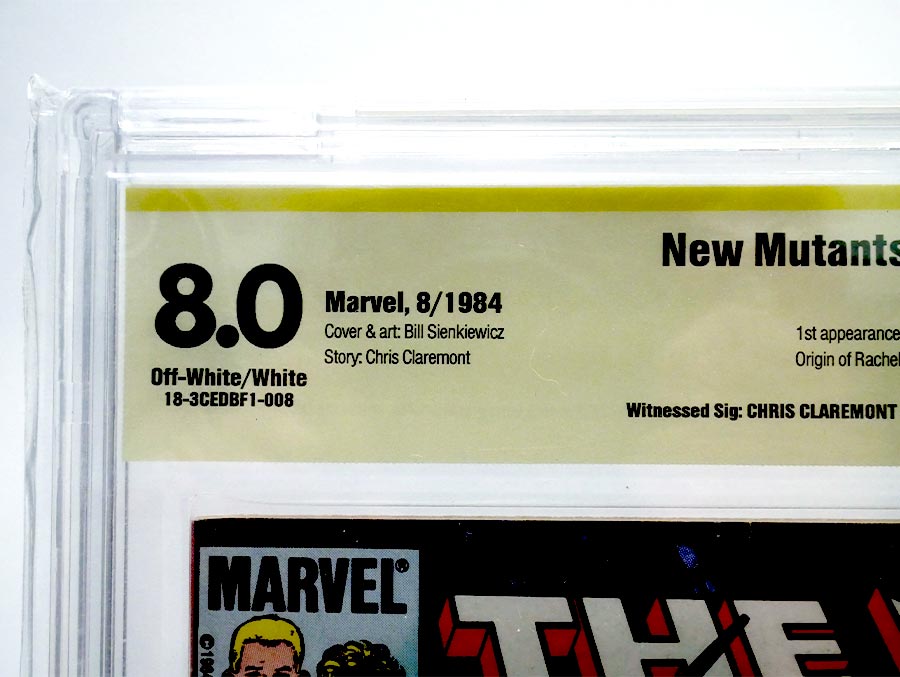 New Mutants
8.0
Marvel, 8/1984
Cover & art: Bill Sienkiewicz
Story: Chris Claremont
1st appearance
Origin of Rachel
Off-White/White
18-3CEDBF1-008
Witnessed Sig: CHRIS CLAREMONT
MARVEL®
THE